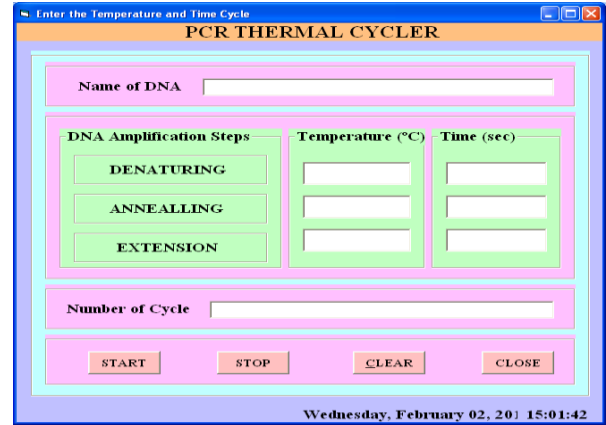 Enter the Temperature and Time Cycle
PCR THERMAL CYCLER
Name of DNA
DNA Amplification Steps Temperature (°C) Time (sec)
DENATURING
ANNEALLING
EXTENSION
Number of Cycle
START STOP CLEAR CLOSE
Wednesday, February 02, 15:01:42